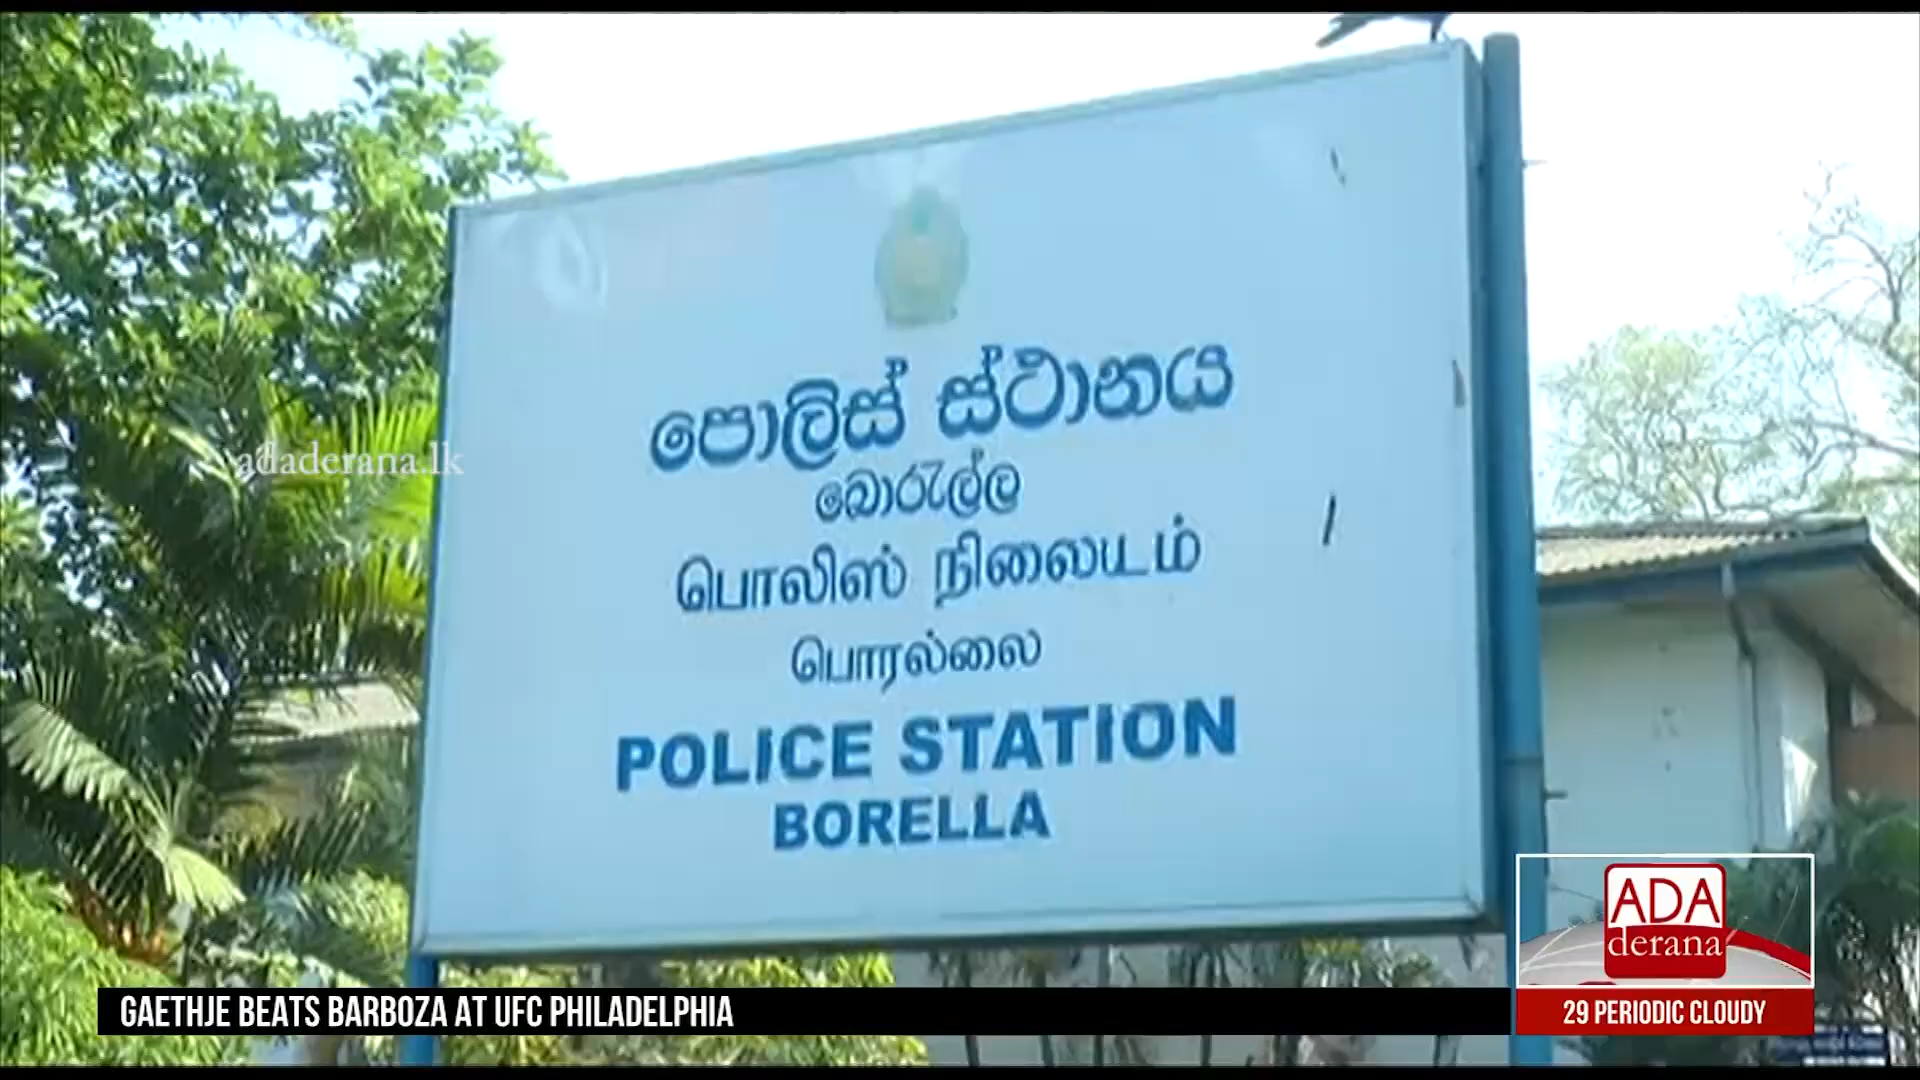 පොලිස් ස්ථානය
බොරැල්ල
பொலிஸ் நிலையம்
பொரல்லை
POLICE STATION
BORELLA
adaderana.lk
ADA
derana
GAETHJE BEATS BARBOZA AT UFC PHILADELPHIA
29 PERIODIC CLOUDY